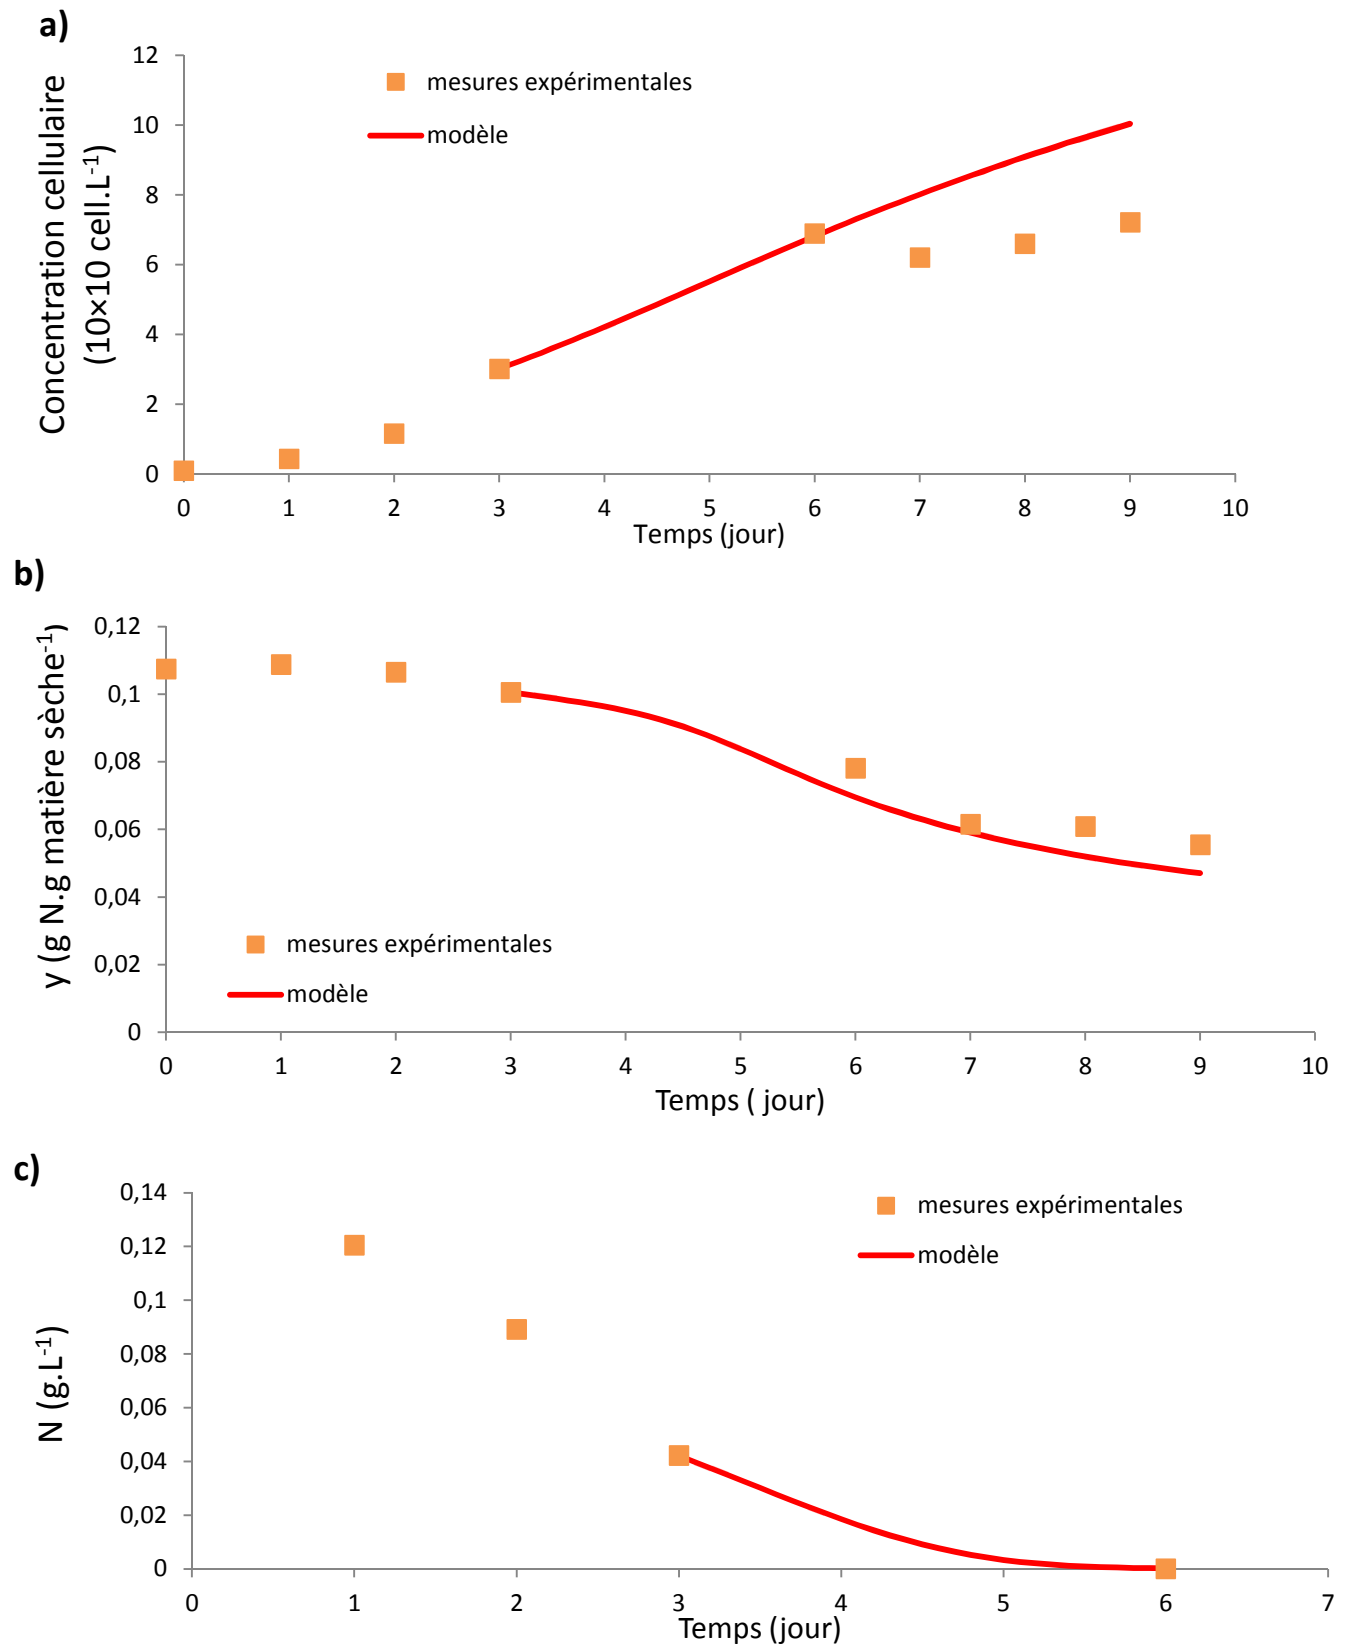 a)
Concentration cellulaire
(10×10 cell.L⁻¹)
12
10
8
6
4
2
0
mesures expérimentales
modèle
0 1 2 3 4 5 6 7 8 9 10
Temps (jour)
b)
y (g N.g matière sèche⁻¹)
0,12
0,1
0,08
0,06
0,04
0,02
0
mesures expérimentales
modèle
0 1 2 3 4 5 6 7 8 9 10
Temps ( jour)
c)
N (g.L⁻¹)
0,14
0,12
0,1
0,08
0,06
0,04
0,02
0
mesures expérimentales
modèle
0 1 2 3 4 5 6 7
Temps (jour)